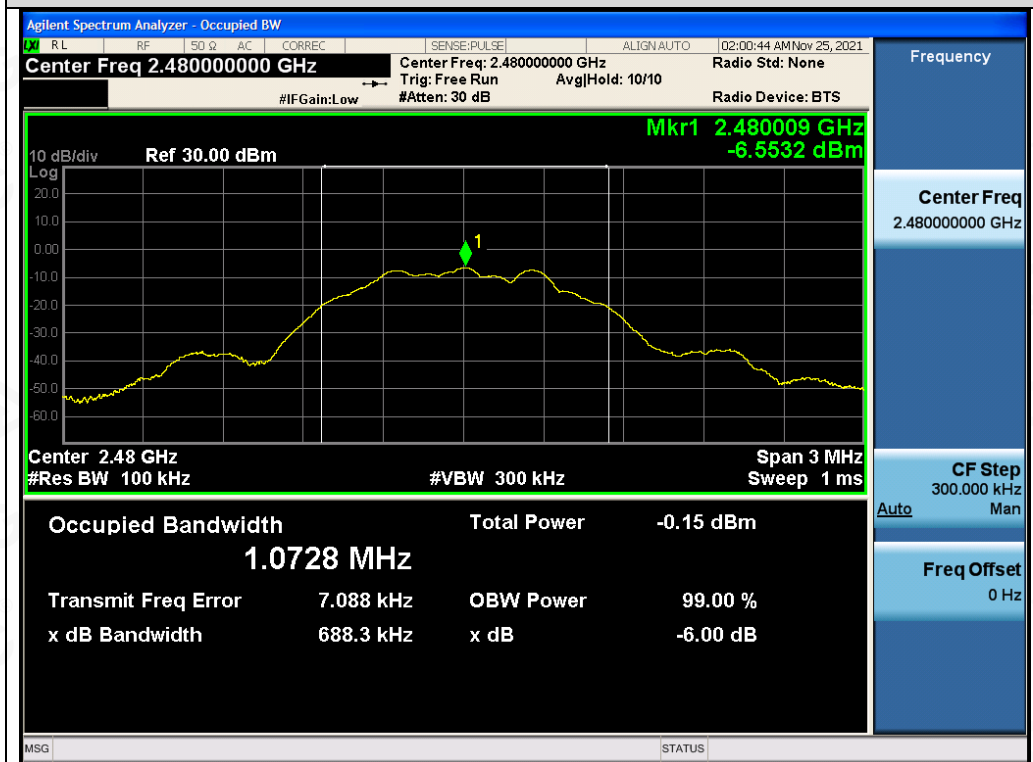 Agilent Spectrum Analyzer - Occupied BW
LXI RL RF 50 Ω AC CORREC SENSE:PULSE ALIGN AUTO 02:00:44 AM Nov 25, 2021
Center Freq 2.480000000 GHz Center Freq: 2.480000000 GHz Radio Std: None
Trig: Free Run Avg|Hold: 10/10
#IFGain:Low #Atten: 30 dB Radio Device: BTS
Mkr1 2.480009 GHz
10 dB/div Ref 30.00 dBm -6.5532 dBm
Log
20.0
10.0
1
0.00
-10.0
-20.0
-30.0
-40.0
-50.0
-60.0
Center 2.48 GHz Span 3 MHz
#Res BW 100 kHz #VBW 300 kHz Sweep 1 ms
Occupied Bandwidth Total Power -0.15 dBm
1.0728 MHz
Transmit Freq Error 7.088 kHz OBW Power 99.00 %
x dB Bandwidth 688.3 kHz x dB -6.00 dB
Frequency
Center Freq
2.480000000 GHz
CF Step
300.000 kHz
Auto Man
Freq Offset
0 Hz
MSG STATUS